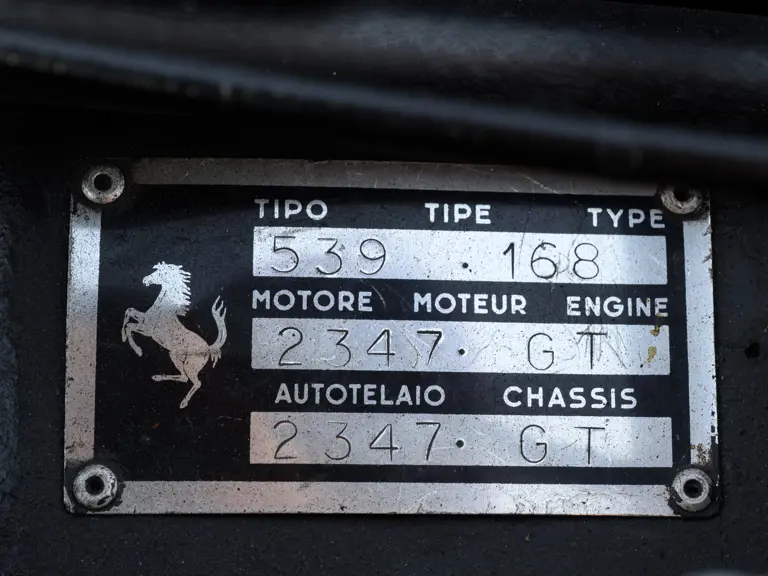 TIPO TIPE TYPE
539 . 168
MOTORE MOTEUR ENGINE
2347. GT
AUTOTELAIO CHASSIS
2347. GT